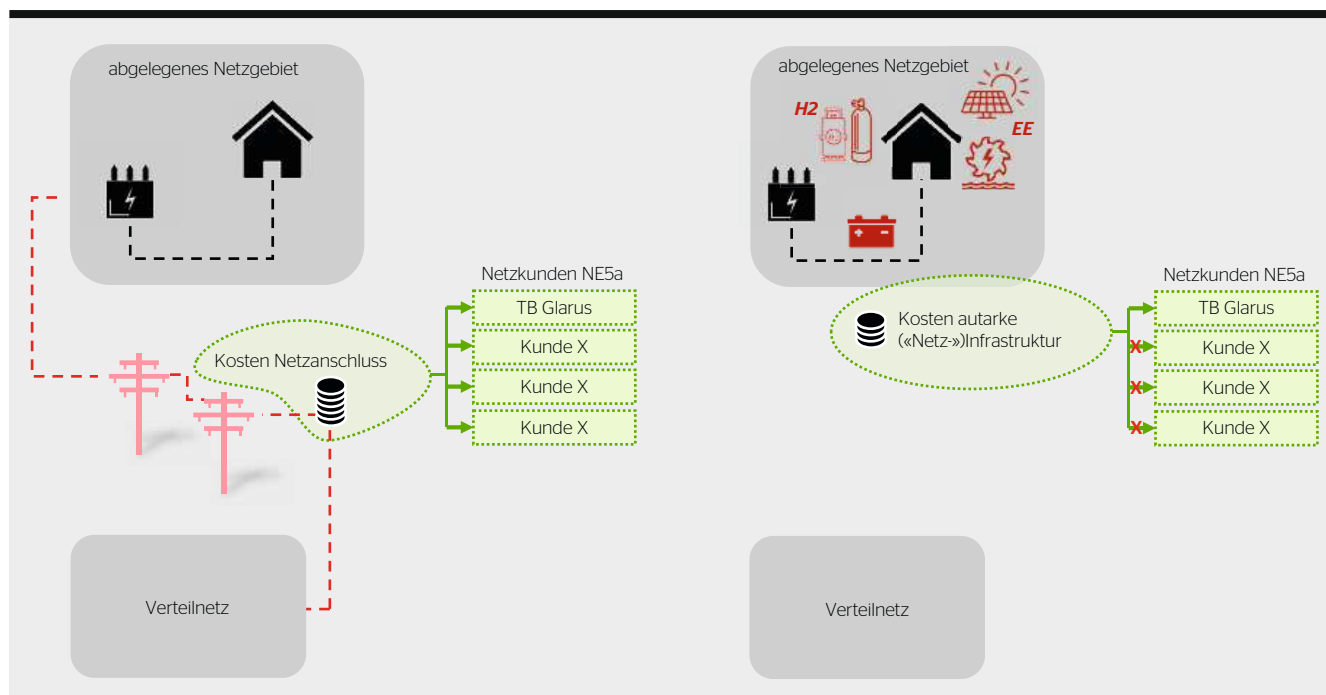 abgelegenes Netzgebiet
Kosten Netzanschluss
Netzkunden NE5a
TB Glarus
Kunde X
Kunde X
Kunde X
Verteilnetz
abgelegenes Netzgebiet
H2
EE
Kosten autarke
(«Netz-»)Infrastruktur
Netzkunden NE5a
TB Glarus
X
Kunde X
X
Kunde X
X
Kunde X
Verteilnetz